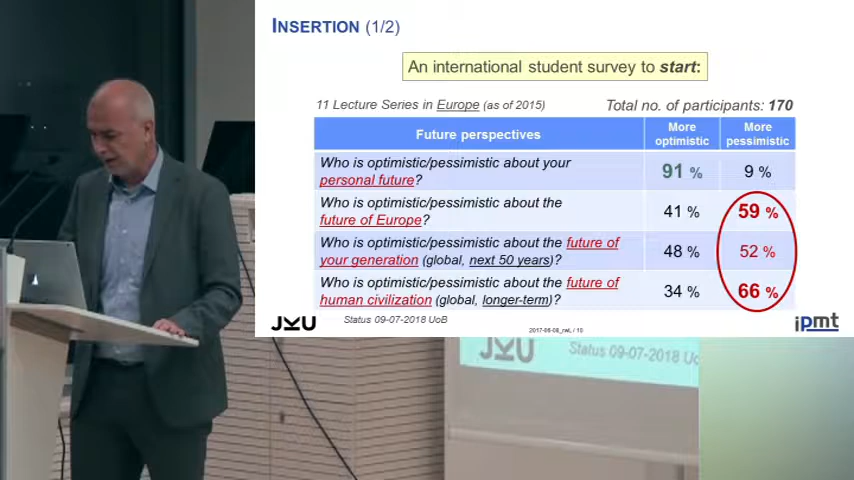 INSERTION (1/2)
An international student survey to start:
11 Lecture Series in Europe (as of 2015)
Total no. of participants: 170
Future perspectives
More
optimistic
More
pessimistic
Who is optimistic/pessimistic about your
personal future?
91 %
9 %
Who is optimistic/pessimistic about the
future of Europe?
41 %
59 %
Who is optimistic/pessimistic about the future of
your generation (global, next 50 years)?
48 %
52 %
Who is optimistic/pessimistic about the future of
human civilization (global, longer-term)?
34 %
66 %
JKU
Status 09-07-2018 UoB
ipmt
JKU
Status 09-07-2018 Uo